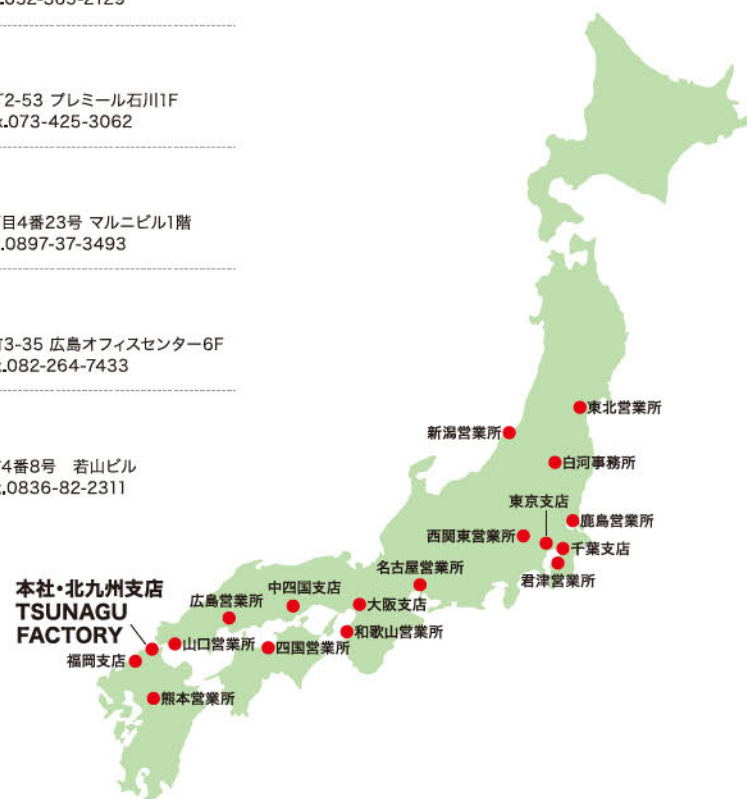 .052-365-2129
2-53 プレミール石川1F
x.073-425-3062
目4番23号 マルニビル1階
.0897-37-3493
3-35 広島オフィスセンター6F
x.082-264-7433
4番8号　若山ビル
x.0836-82-2311
東北営業所
新潟営業所
白河事務所
東京支店
鹿島営業所
西関東営業所
千葉支店
名古屋営業所
君津営業所
中四国支店
広島営業所
大阪支店
本社・北九州支店
TSUNAGU
FACTORY
和歌山営業所
山口営業所
四国営業所
福岡支店
熊本営業所